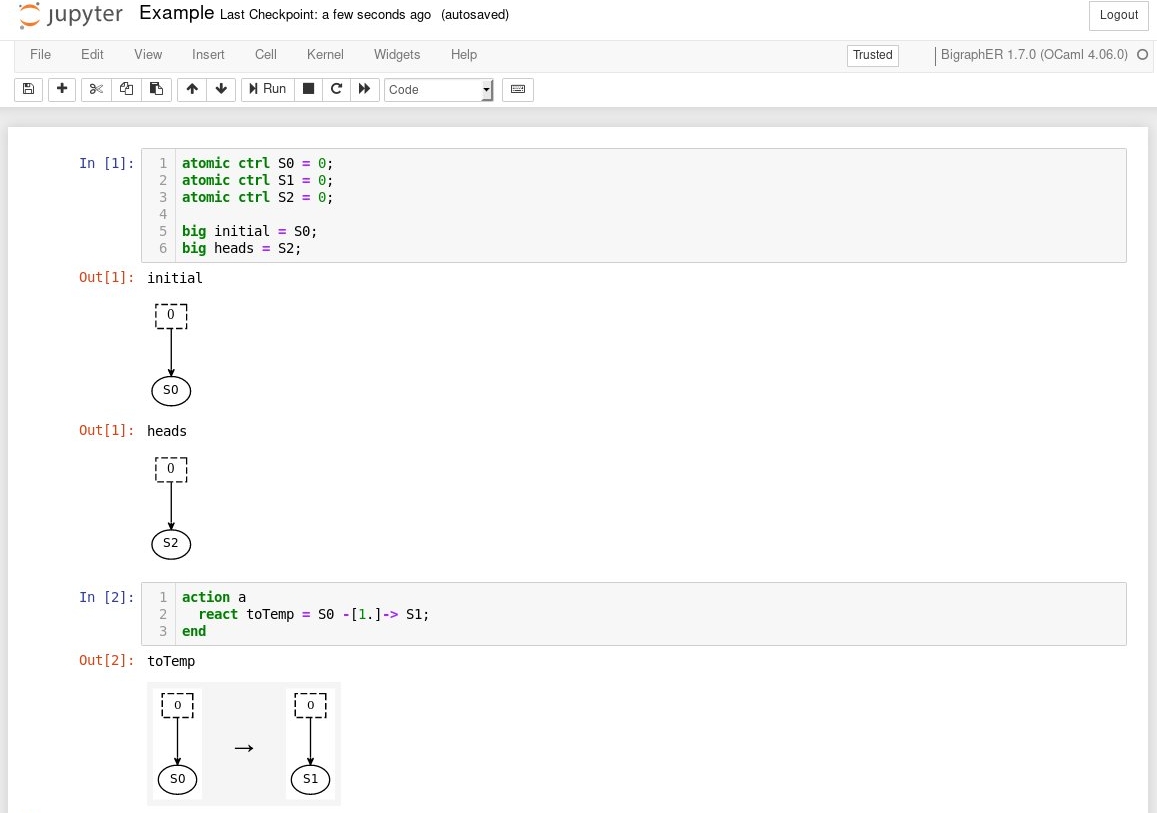 jupyter Example Last Checkpoint: a few seconds ago (autosaved) Logout
File Edit View Insert Cell Kernel Widgets Help Trusted BigraphER 1.7.0 (OCaml 4.06.0)
Run Code
In [1]:
1 atomic ctrl S0 = 0;
2 atomic ctrl S1 = 0;
3 atomic ctrl S2 = 0;
4
5 big initial = S0;
6 big heads = S2;
Out[1]: initial
0
S0
Out[1]: heads
0
S2
In [2]:
1 action a
2 react toTemp = S0 -[1.]-> S1;
3 end
Out[2]: toTemp
0 0
→
S0 S1